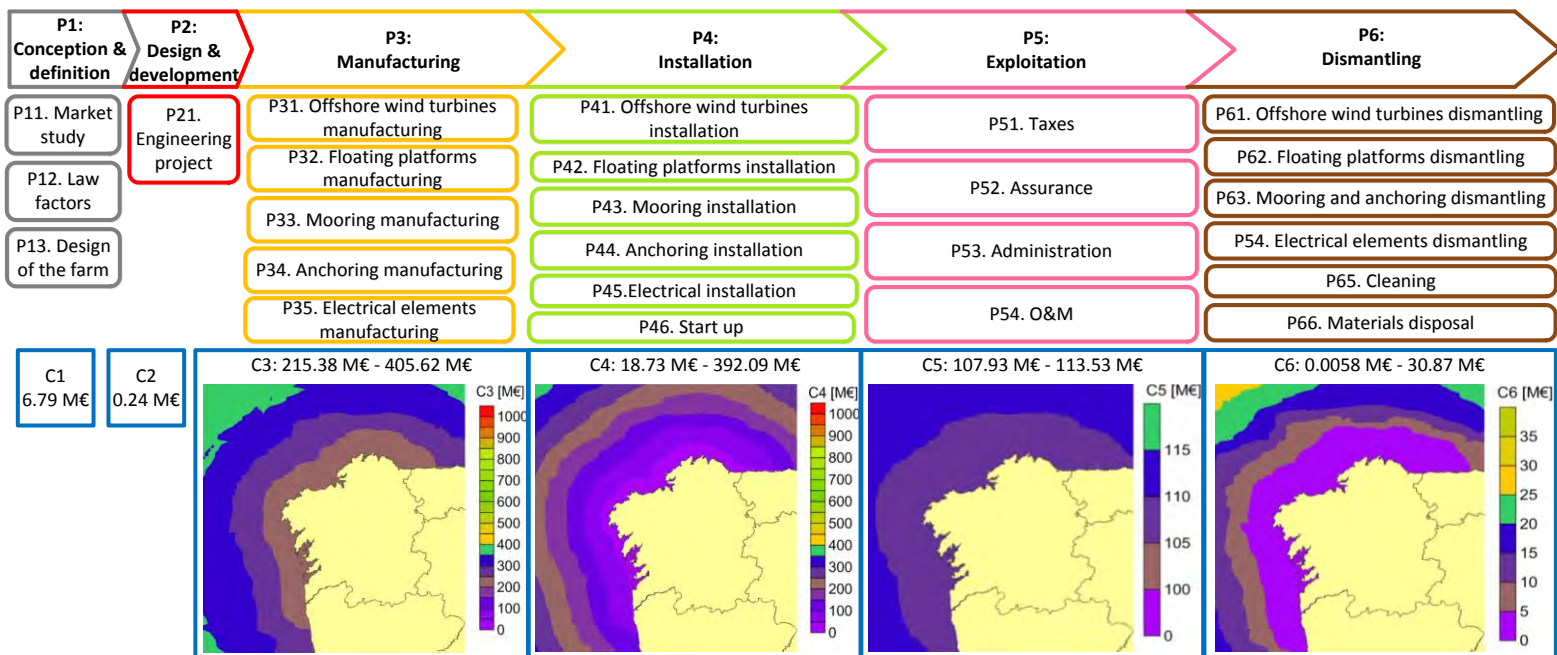 P1:
Conception &
definition
P2:
Design &
development
P3:
Manufacturing
P4:
Installation
P5:
Exploitation
P6:
Dismantling
P11. Market
study
P12. Law
factors
P13. Design
of the farm
P21.
Engineering
project
P31. Offshore wind turbines
manufacturing
P32. Floating platforms
manufacturing
P33. Mooring manufacturing
P34. Anchoring manufacturing
P35. Electrical elements
manufacturing
P41. Offshore wind turbines
installation
P42. Floating platforms installation
P43. Mooring installation
P44. Anchoring installation
P45.Electrical installation
P46. Start up
P51. Taxes
P52. Assurance
P53. Administration
P54. O&M
P61. Offshore wind turbines dismantling
P62. Floating platforms dismantling
P63. Mooring and anchoring dismantling
P54. Electrical elements dismantling
P65. Cleaning
P66. Materials disposal
C1
6.79 M€
C2
0.24 M€
C3: 215.38 M€ - 405.62 M€
C3 [M€]
1000
900
800
700
600
500
400
300
200
100
0
C4: 18.73 M€ - 392.09 M€
C4 [M€]
1000
900
800
700
600
500
400
300
200
100
0
C5: 107.93 M€ - 113.53 M€
C5 [M€]
115
110
105
100
0
C6: 0.0058 M€ - 30.87 M€
C6 [M€]
35
30
25
20
15
10
5
0